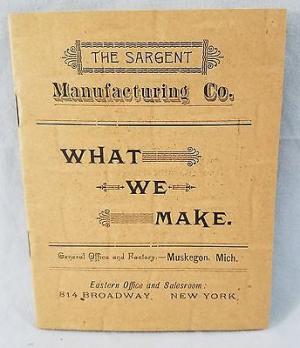 THE SARGENT
Manufacturing Co.
WHAT
WE
MAKE.
General Office and Factory,—Muskegon, Mich.
Eastern Office and Salesroom:
814 BROADWAY, NEW YORK.